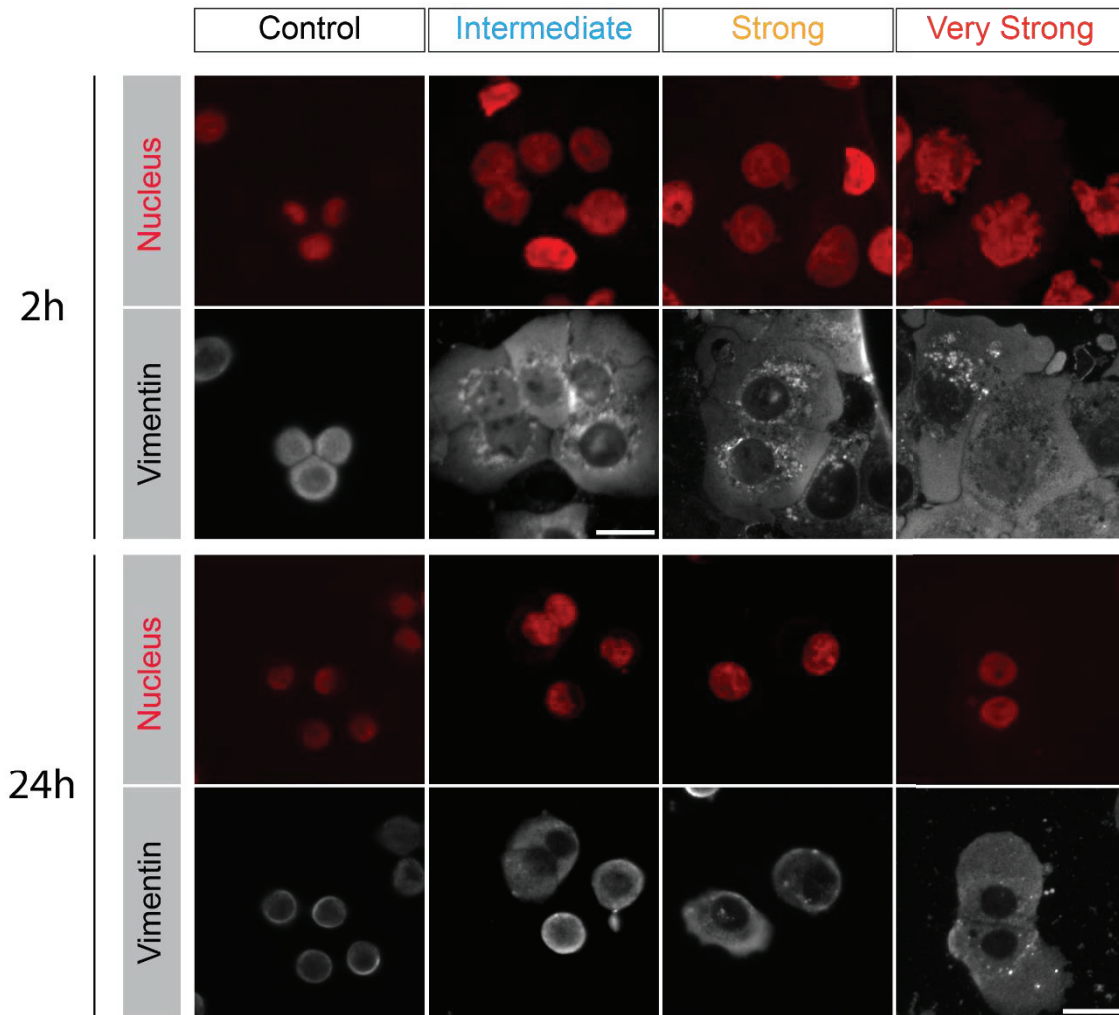 Control
Intermediate
Strong
Very Strong
2h
Nucleus
Vimentin
24h
Nucleus
Vimentin